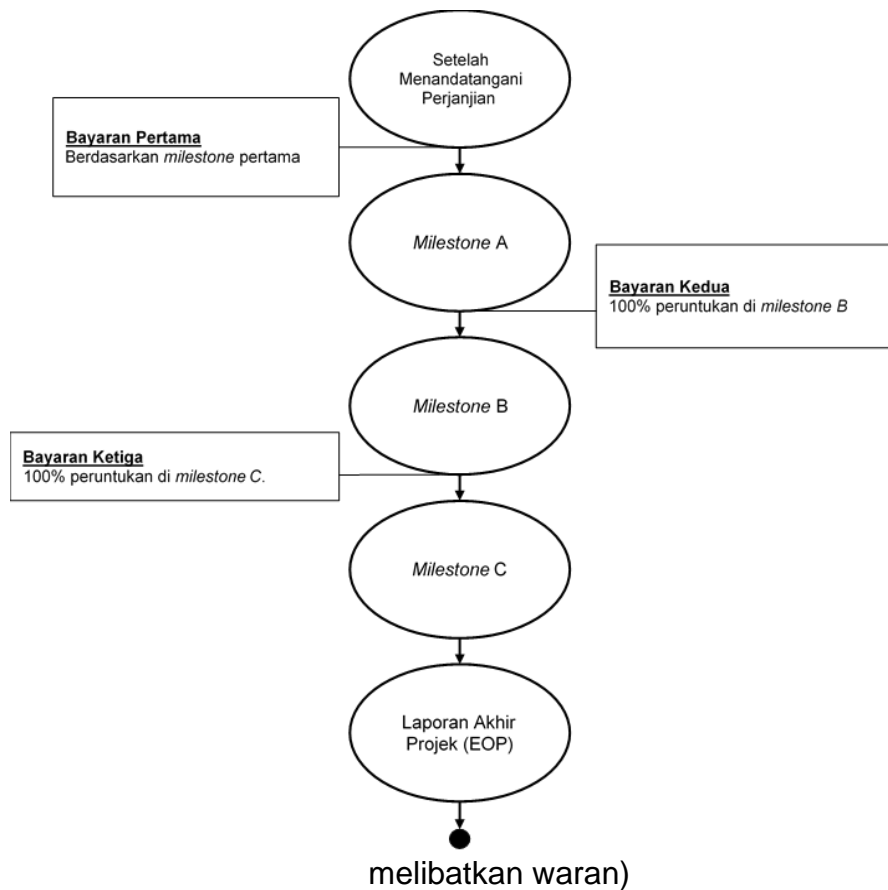 Setelah
Menandatangani
Perjanjian
Bayaran Pertama
Berdasarkan milestone pertama
Milestone A
Bayaran Kedua
100% peruntukan di milestone B
Milestone B
Bayaran Ketiga
100% peruntukan di milestone C.
Milestone C
Laporan Akhir
Projek (EOP)
melibatkan waran)